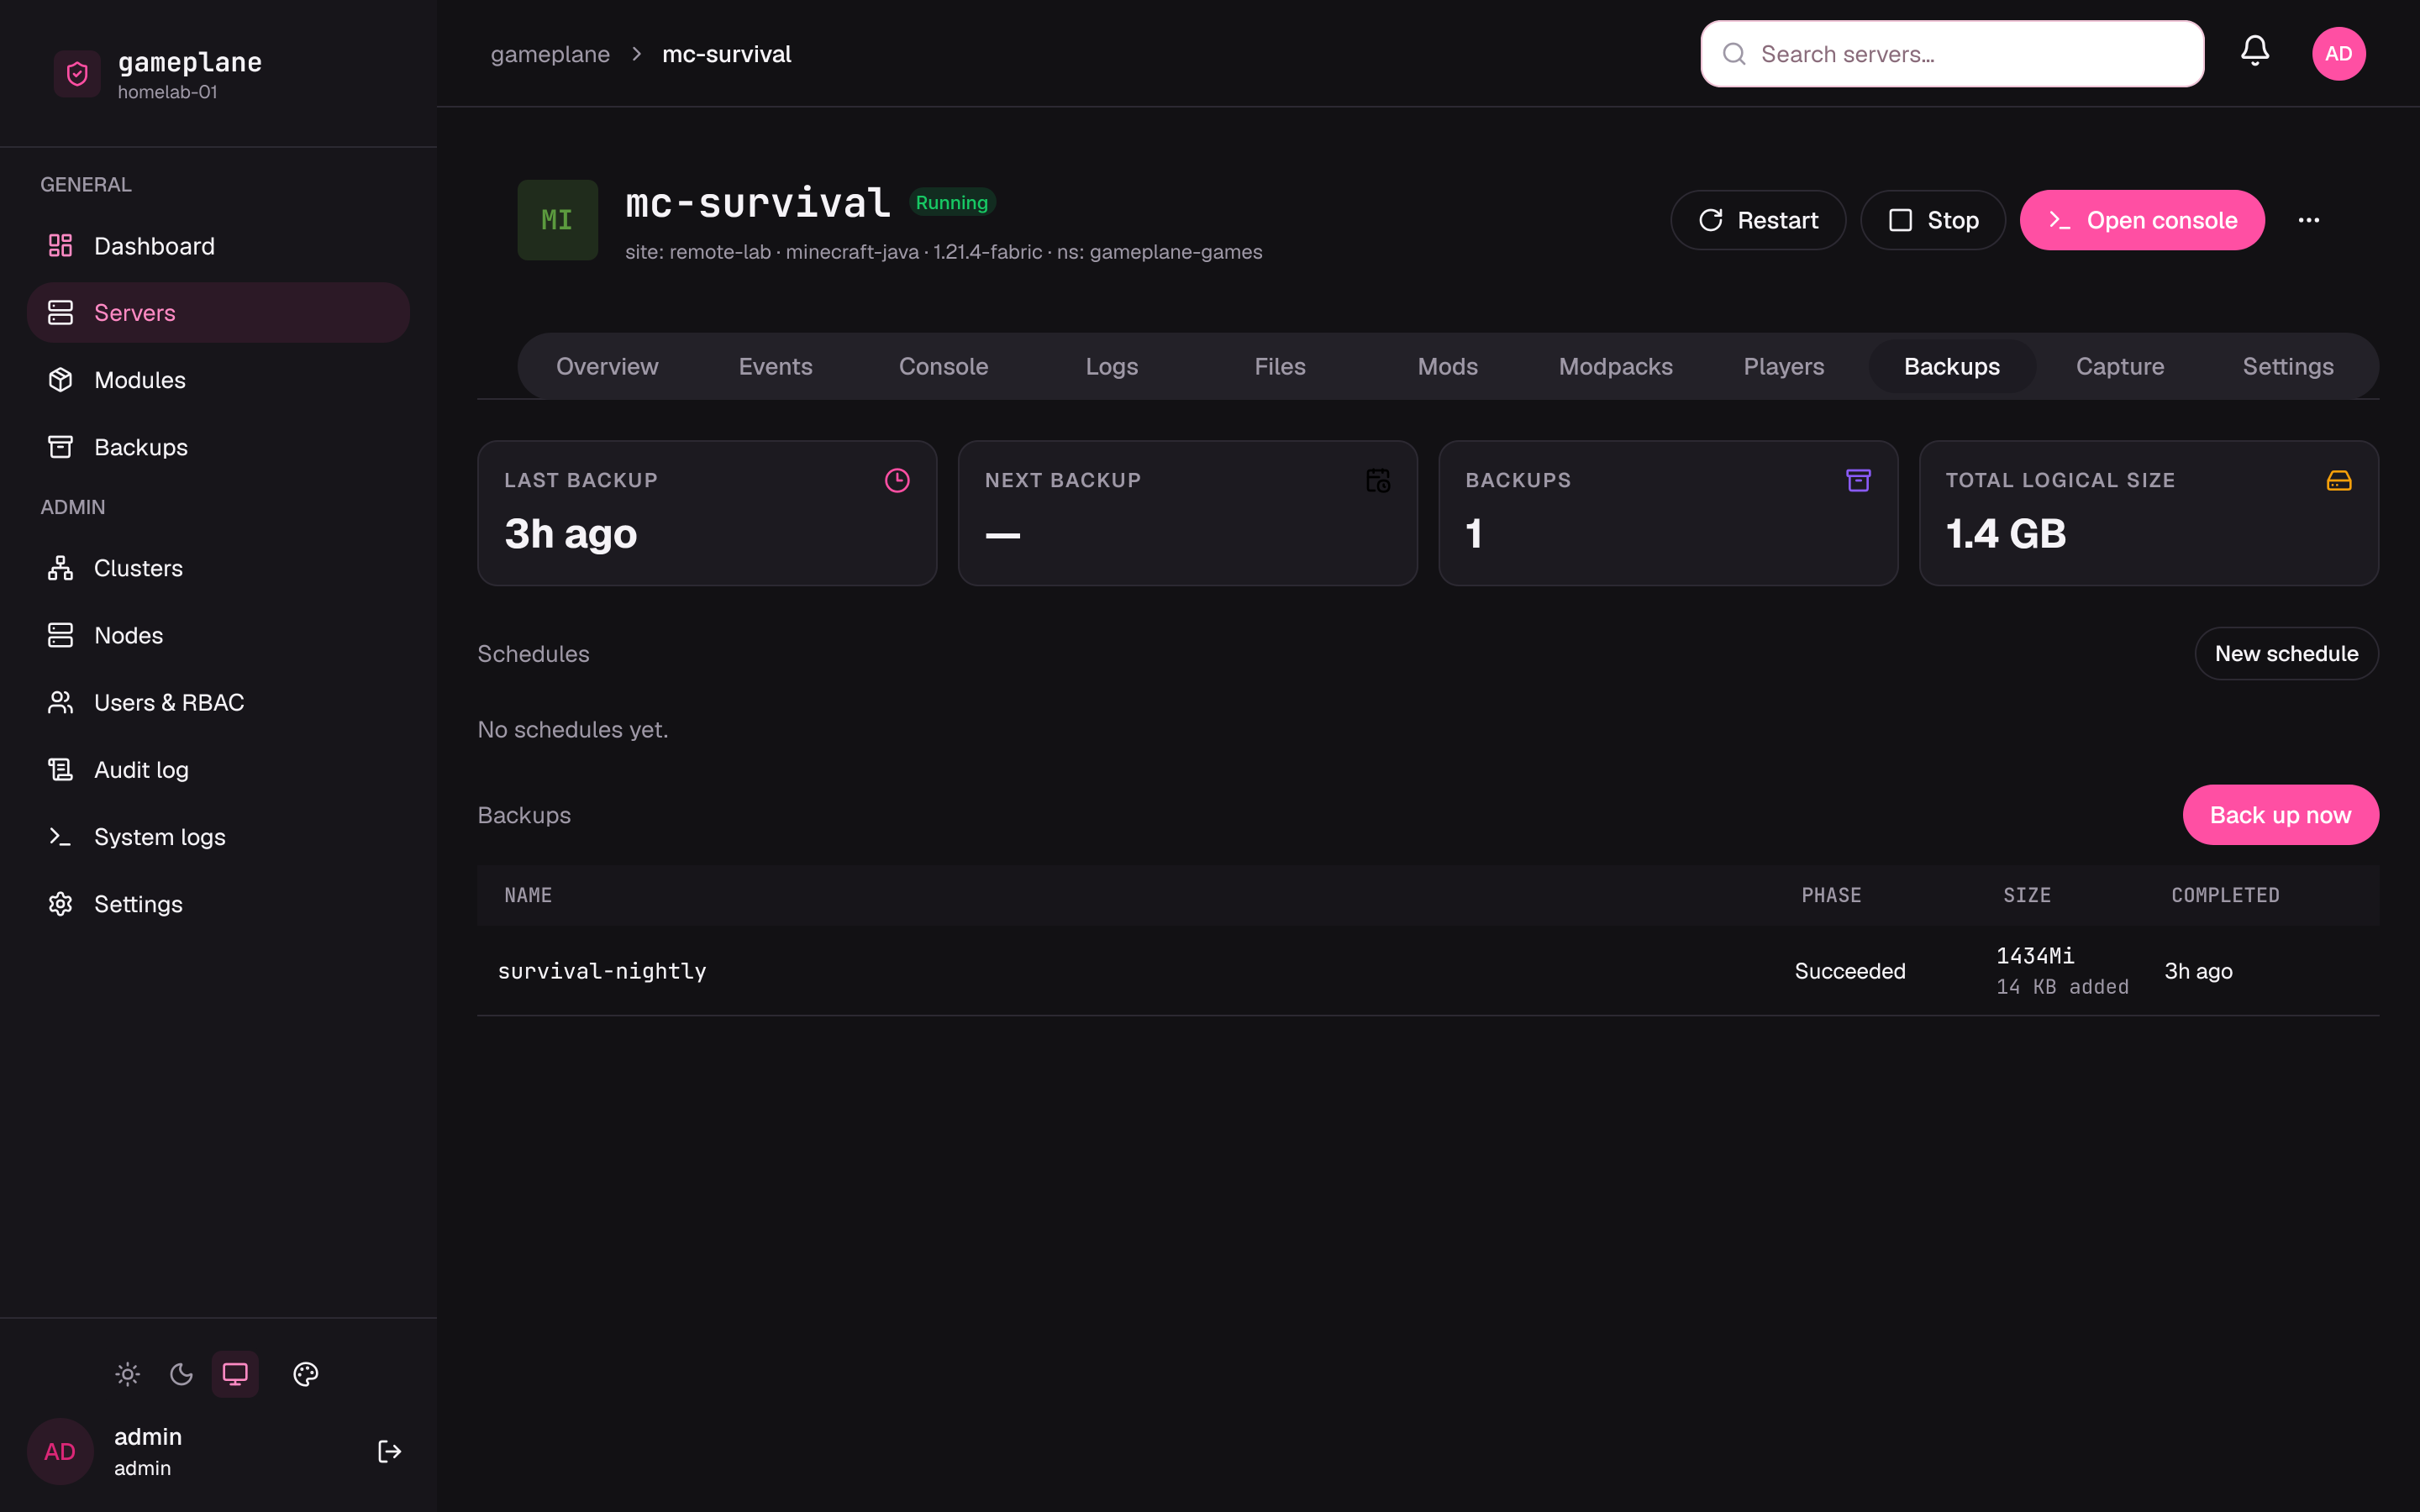 gameplane
homelab-01
GENERAL
Dashboard
Servers
Modules
Backups
ADMIN
Clusters
Nodes
Users & RBAC
Audit log
System logs
Settings
AD
admin
admin
gameplane > mc-survival
Search servers...
AD
MI
mc-survival
Running
site: remote-lab · minecraft-java · 1.21.4-fabric · ns: gameplane-games
Restart
Stop
Open console
Overview
Events
Console
Logs
Files
Mods
Modpacks
Players
Backups
Capture
Settings
LAST BACKUP
3h ago
NEXT BACKUP
—
BACKUPS
1
TOTAL LOGICAL SIZE
1.4 GB
Schedules
New schedule
No schedules yet.
Backups
Back up now
NAME PHASE SIZE COMPLETED
survival-nightly Succeeded 1434Mi 3h ago
14 KB added